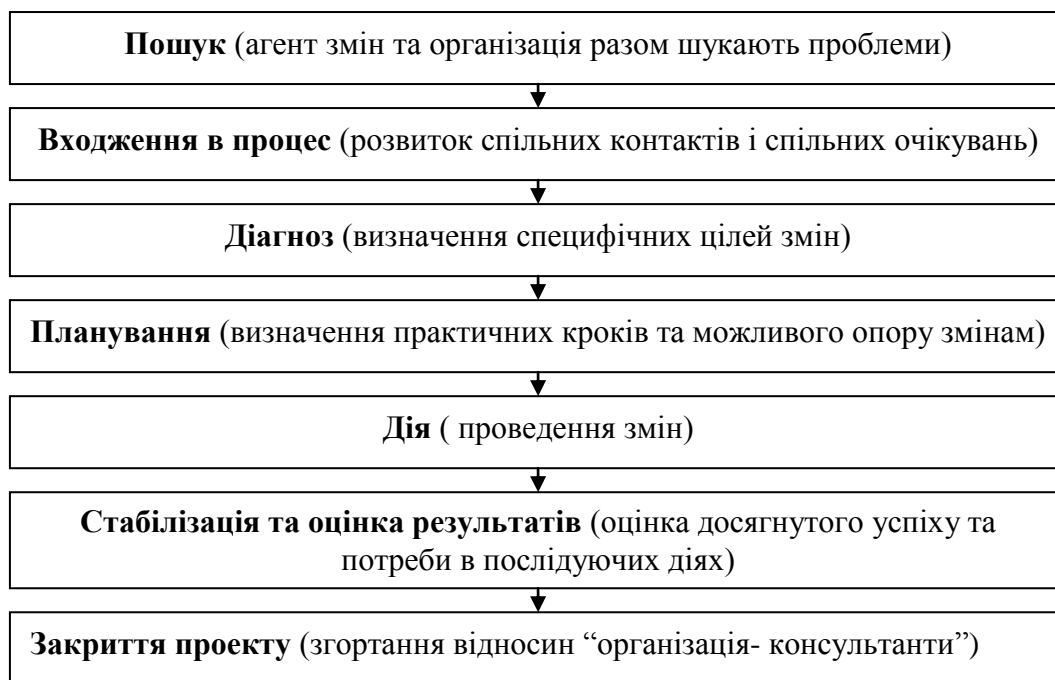 Пошук (агент змін та організація разом шукають проблеми)
Входження в процес (розвиток спільних контактів і спільних очікувань)
Діагноз (визначення специфічних цілей змін)
Планування (визначення практичних кроків та можливого опору змінам)
Дія ( проведення змін)
Стабілізація та оцінка результатів (оцінка досягнутого успіху та
потреби в послідуючих діях)
Закриття проекту (згортання відносин “організація- консультанти”)